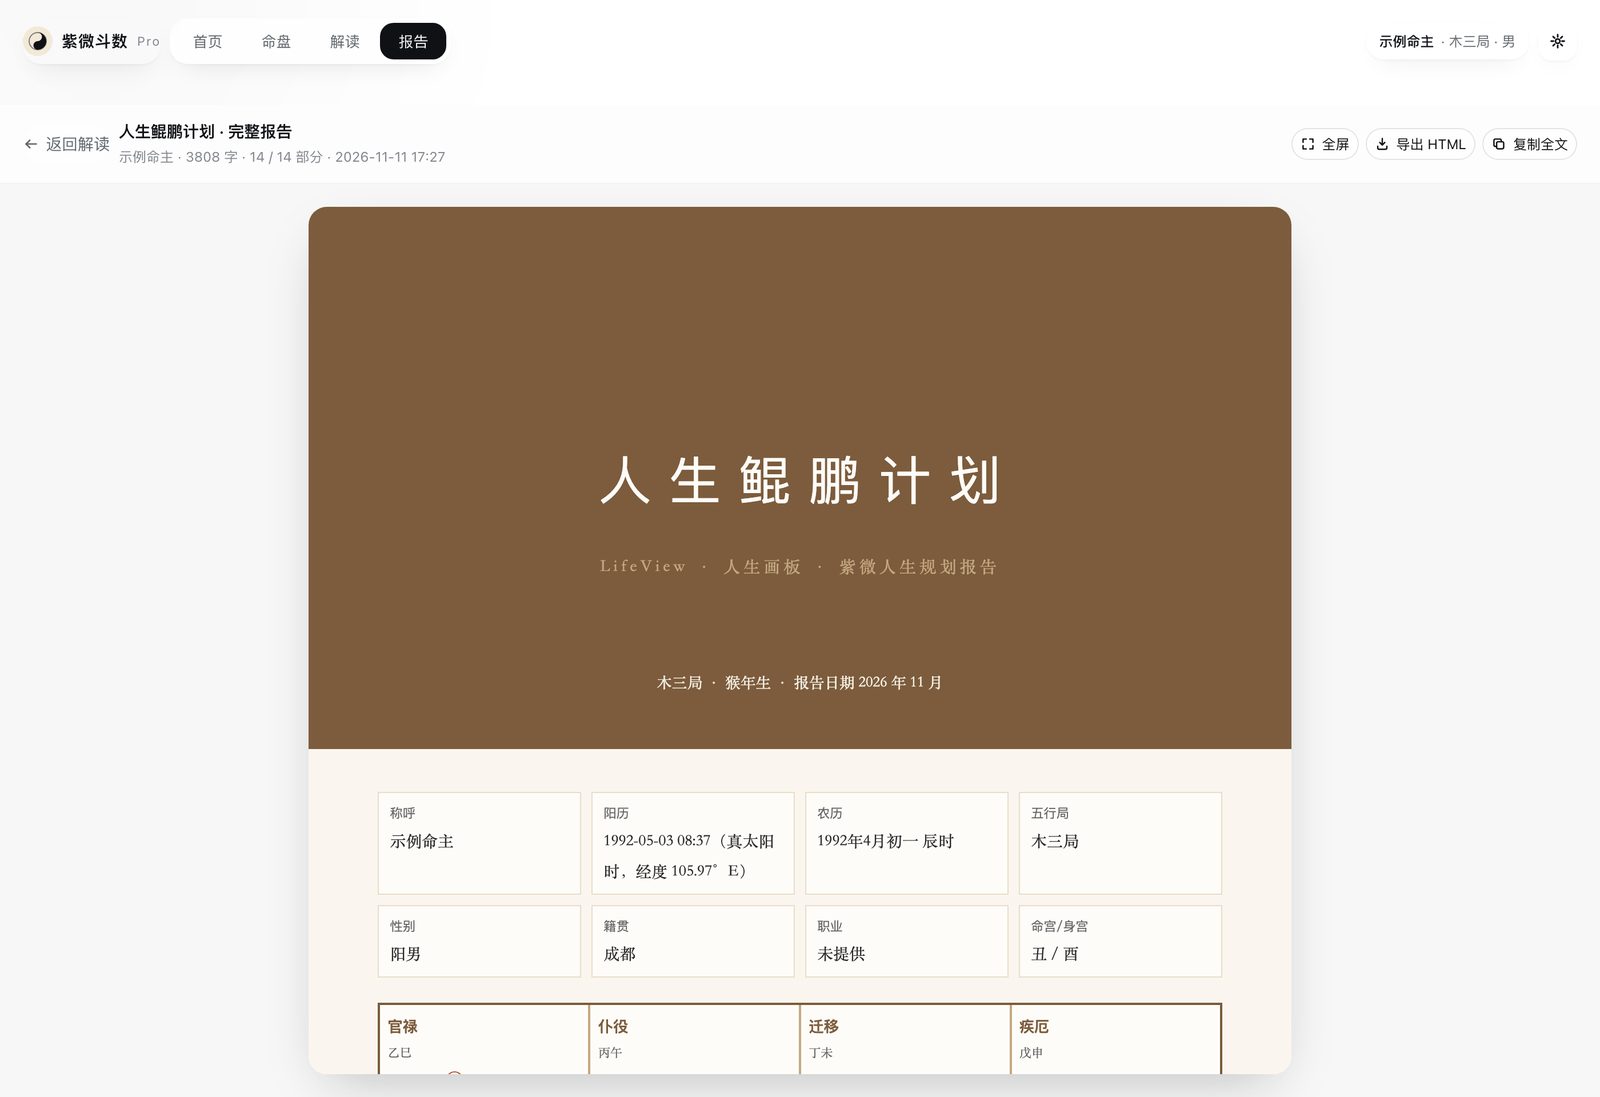 紫微斗数 Pro
首页 命盘 解读 报告
示例命主 · 木三局 · 男
返回解读
人生鲲鹏计划 · 完整报告
示例命主 · 3808 字 · 14 / 14 部分 · 2026-11-11 17:27
全屏
导出 HTML
复制全文
人生鲲鹏计划
LifeView · 人生画板 · 紫微人生规划报告
木三局 · 猴年生 · 报告日期 2026 年 11 月
称呼
示例命主
阳历
1992-05-03 08:37（真太阳
时，经度 105.97° E）
农历
1992年4月初一 辰时
五行局
木三局
性别
阳男
籍贯
成都
职业
未提供
命宫/身宫
丑 / 酉
官禄
乙巳
仆役
丙午
迁移
丁未
疾厄
戊申